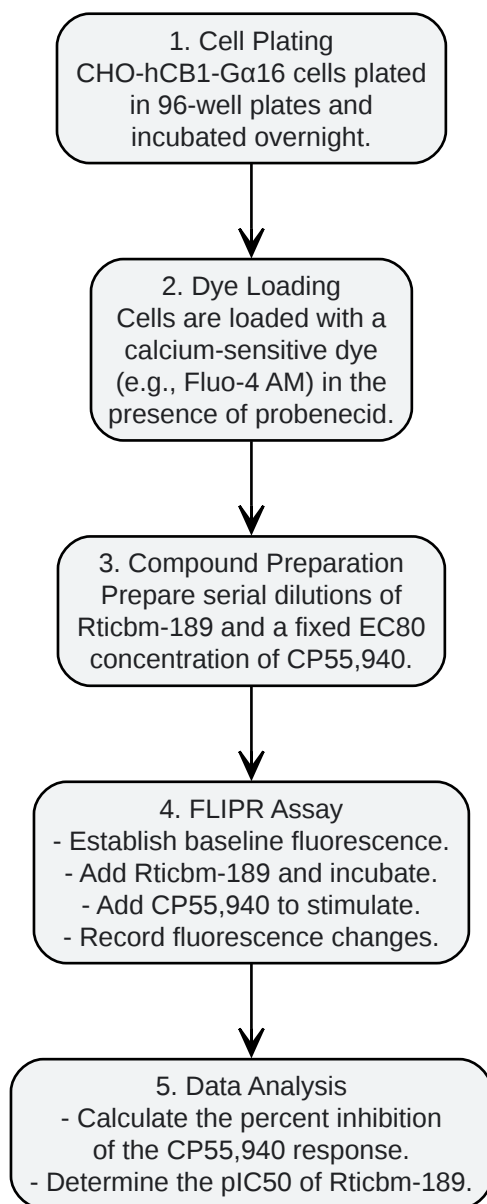 1. Cell Plating
CHO-hCB1-Gα16 cells plated
in 96-well plates and
incubated overnight.
2. Dye Loading
Cells are loaded with a
calcium-sensitive dye
(e.g., Fluo-4 AM) in the
presence of probenecid.
3. Compound Preparation
Prepare serial dilutions of
Rticbm-189 and a fixed EC80
concentration of CP55,940.
4. FLIPR Assay
- Establish baseline fluorescence.
- Add Rticbm-189 and incubate.
- Add CP55,940 to stimulate.
- Record fluorescence changes.
5. Data Analysis
- Calculate the percent inhibition
of the CP55,940 response.
- Determine the pIC50 of Rticbm-189.